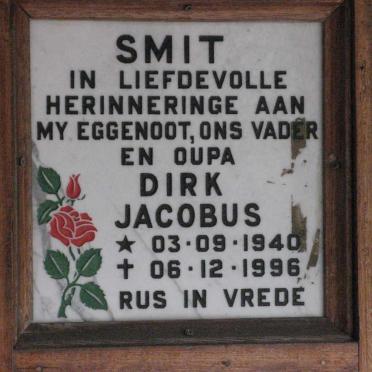 SMIT
IN LIEFDEVOLLE
HERINNERINGE AAN
MY EGGENOOT, ONS VADER
EN OUPA
DIRK
JACOBUS
★ 03·09·1940
✝ 06·12·1996
RUS IN VREDE